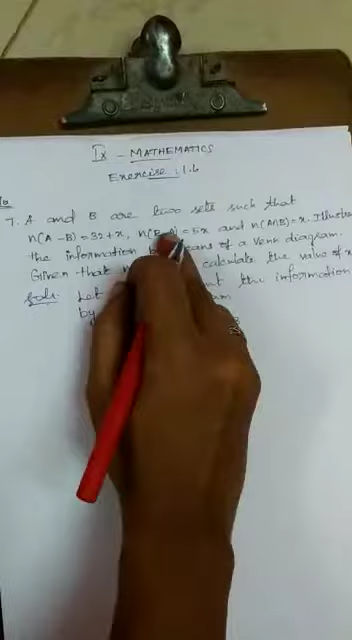 IX - MATHEMATICS
Exercise: 1.6
7. A and B are two sets such that
n(A - B) = 32 + x, n(B - A) = 5x and n(A∩B) = x. Illustrate
the information by means of a Venn diagram.
Given that calculate the value of x
Soln: Let the information
by